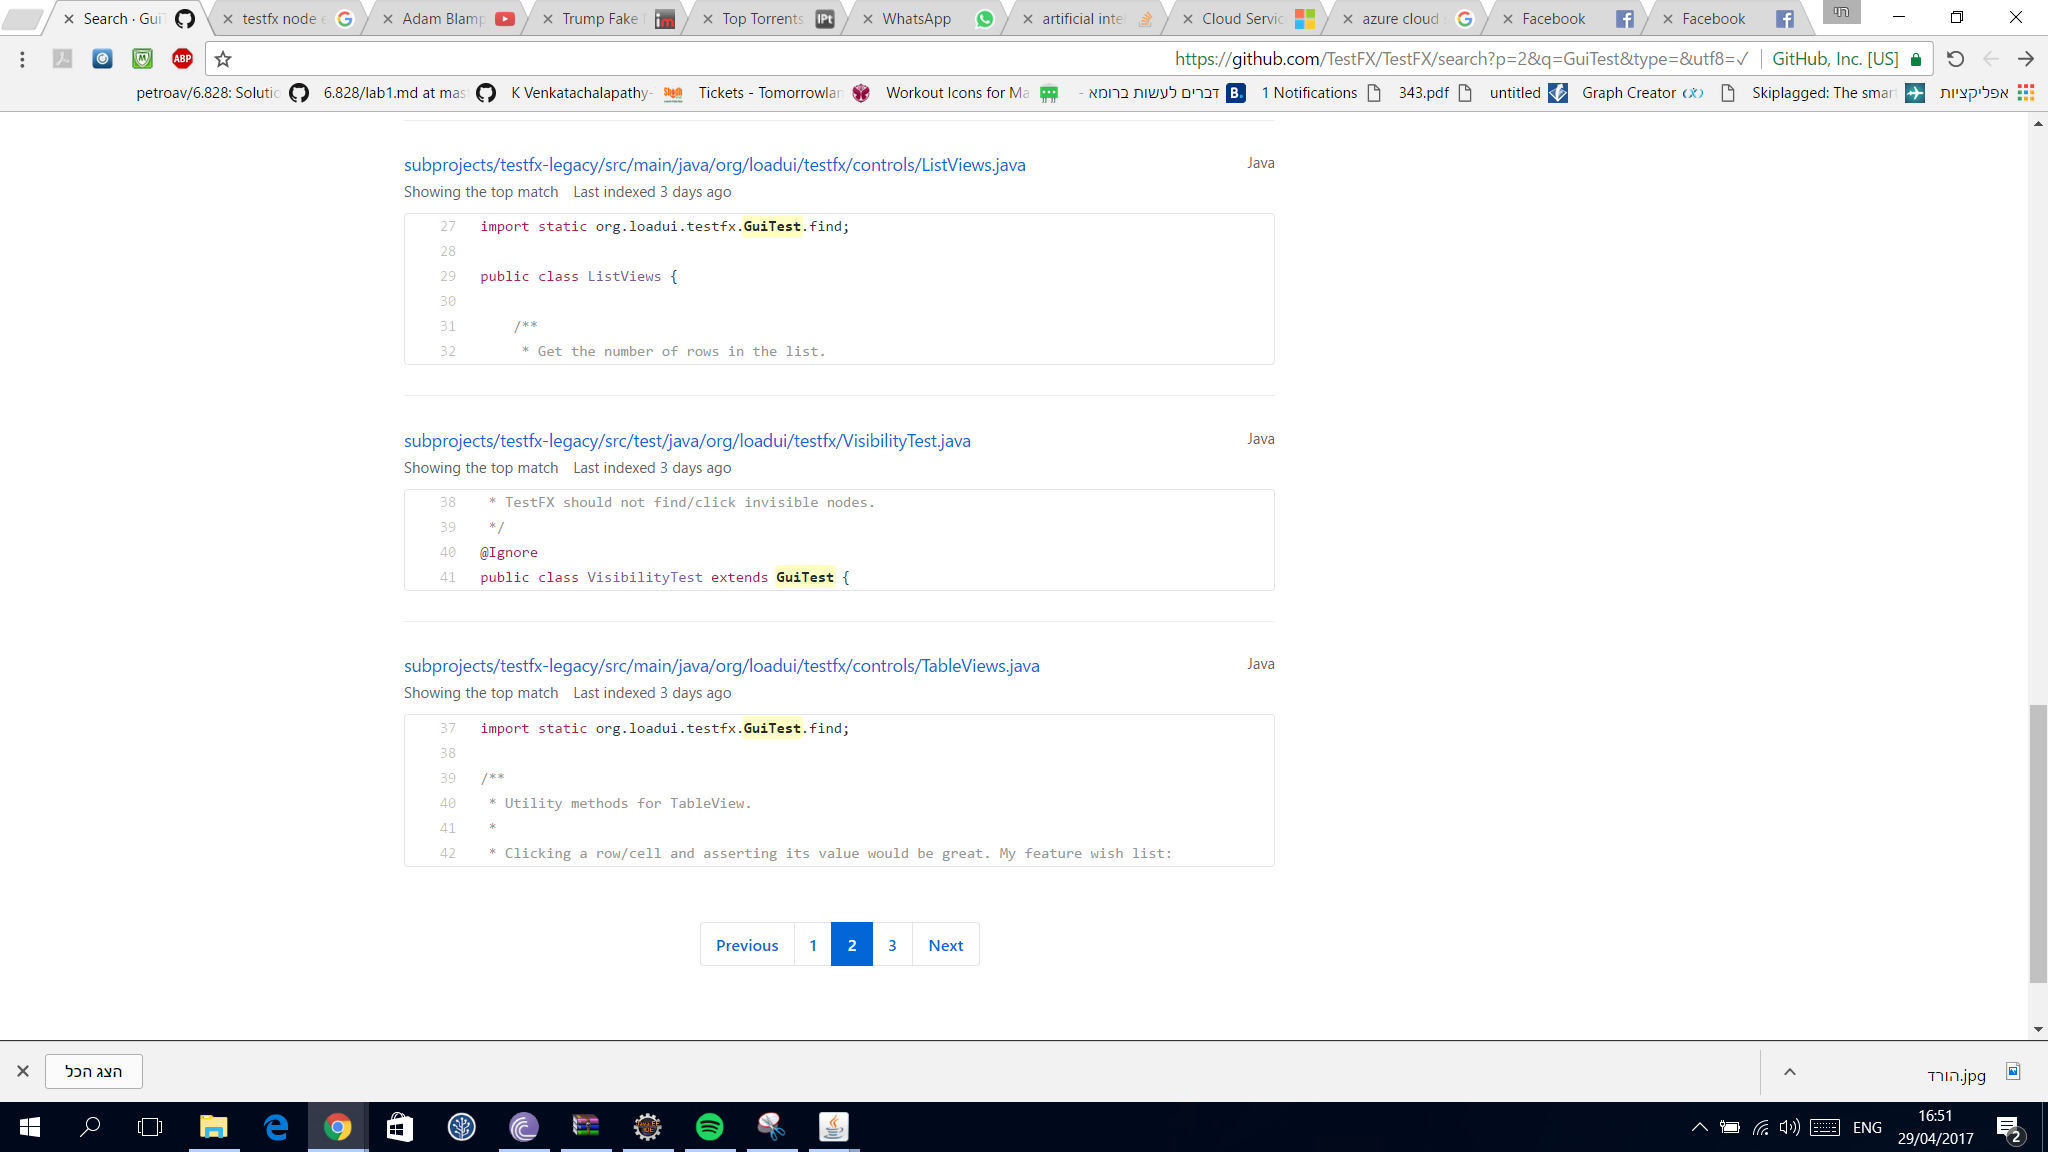 Search · Gui
testfx node e
Adam Blamp
Trump Fake
Top Torrents
WhatsApp
artificial inte
Cloud Servic
azure cloud s
Facebook
Facebook
חי
https://github.com/TestFX/TestFX/search?p=2&q=GuiTest&type=&utf8=✓
GitHub, Inc. [US]
petroav/6.828: Solutio
6.828/lab1.md at mas
K Venkatachalapathy-
Tickets - Tomorrowlan
Workout Icons for Ma
דברים לעשות ברומא -
1 Notifications
343.pdf
untitled
Graph Creator
Skiplagged: The smar
אפליקציות
subprojects/testfx-legacy/src/main/java/org/loadui/testfx/controls/ListViews.java
Java
Showing the top match Last indexed 3 days ago
27 import static org.loadui.testfx.GuiTest.find;
28
29 public class ListViews {
30
31 /**
32 * Get the number of rows in the list.
subprojects/testfx-legacy/src/test/java/org/loadui/testfx/VisibilityTest.java
Java
Showing the top match Last indexed 3 days ago
38 * TestFX should not find/click invisible nodes.
39 */
40 @Ignore
41 public class VisibilityTest extends GuiTest {
subprojects/testfx-legacy/src/main/java/org/loadui/testfx/controls/TableViews.java
Java
Showing the top match Last indexed 3 days ago
37 import static org.loadui.testfx.GuiTest.find;
38
39 /**
40 * Utility methods for TableView.
41 *
42 * Clicking a row/cell and asserting its value would be great. My feature wish list:
Previous 1 2 3 Next
הצג הכל
הורד.jpg
ENG
16:51
29/04/2017
2